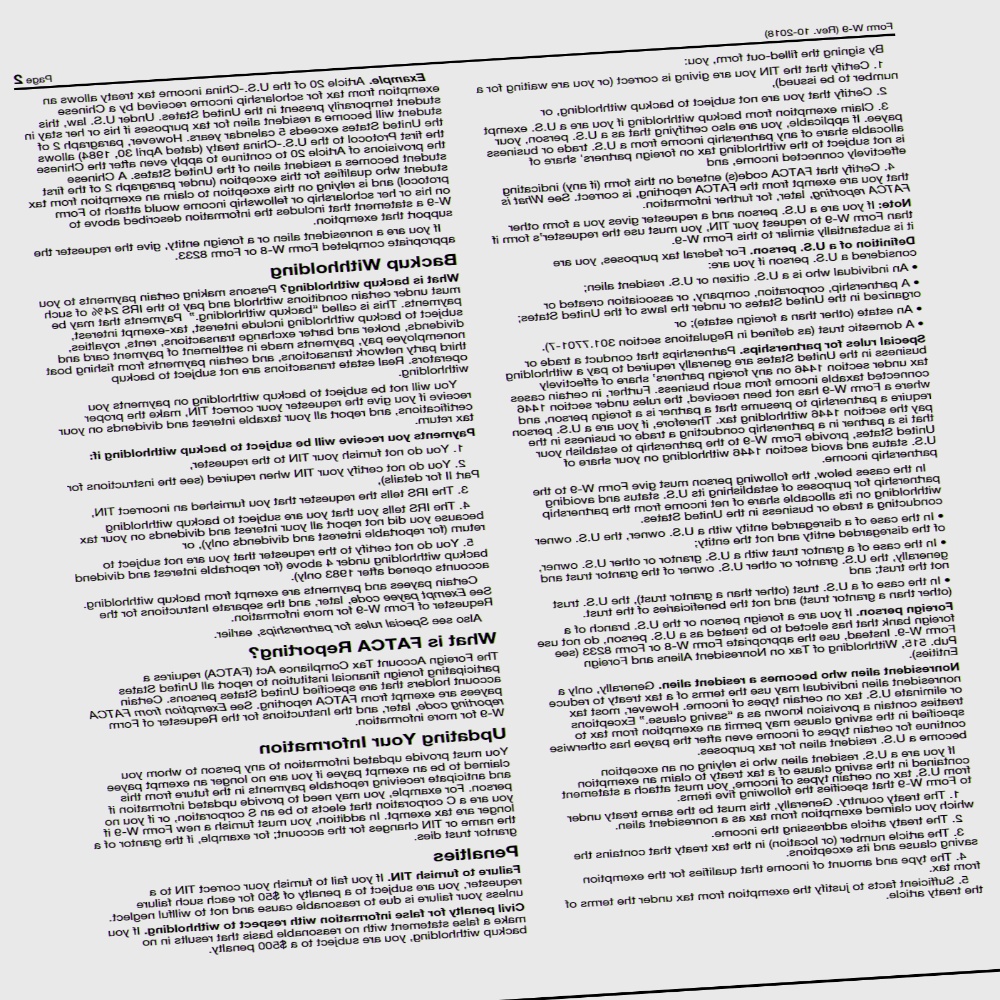 Form W-9 (Rev. 10-2018)
Page 2
By signing the filled-out form, you:
1. Certify that the TIN you are giving is correct (or you are waiting for a
number to be issued),
2. Certify that you are not subject to backup withholding, or
3. Claim exemption from backup withholding if you are a U.S. exempt
payee. If applicable, you are also certifying that as a U.S. person, your
allocable share of any partnership income from a U.S. trade or business
is not subject to the withholding tax on foreign partners' share of
effectively connected income, and
4. Certify that FATCA code(s) entered on this form (if any) indicating
that you are exempt from the FATCA reporting, is correct. See What is
FATCA reporting, later, for further information.
Note: If you are a U.S. person and a requester gives you a form other
than Form W-9 to request your TIN, you must use the requester's form if
it is substantially similar to this Form W-9.
Definition of a U.S. person. For federal tax purposes, you are
considered a U.S. person if you are:
• An individual who is a U.S. citizen or U.S. resident alien;
• A partnership, corporation, company, or association created or
organized in the United States or under the laws of the United States;
• An estate (other than a foreign estate); or
• A domestic trust (as defined in Regulations section 301.7701-7).
Special rules for partnerships. Partnerships that conduct a trade or
business in the United States are generally required to pay a withholding
tax under section 1446 on any foreign partners' share of effectively
connected taxable income from such business. Further, in certain cases
where a Form W-9 has not been received, the rules under section 1446
require a partnership to presume that a partner is a foreign person, and
pay the section 1446 withholding tax. Therefore, if you are a U.S. person
that is a partner in a partnership conducting a trade or business in the
United States, provide Form W-9 to the partnership to establish your
U.S. status and avoid section 1446 withholding on your share of
partnership income.
In the cases below, the following person must give Form W-9 to the
partnership for purposes of establishing its U.S. status and avoiding
withholding on its allocable share of net income from the partnership
conducting a trade or business in the United States.
• In the case of a disregarded entity with a U.S. owner, the U.S. owner
of the disregarded entity and not the entity;
• In the case of a grantor trust with a U.S. grantor or other U.S. owner,
generally, the U.S. grantor or other U.S. owner of the grantor trust and
not the trust; and
• In the case of a U.S. trust (other than a grantor trust), the U.S. trust
(other than a grantor trust) and not the beneficiaries of the trust.
Foreign person. If you are a foreign person or the U.S. branch of a
foreign bank that has elected to be treated as a U.S. person, do not use
Form W-9. Instead, use the appropriate Form W-8 or Form 8233 (see
Pub. 515, Withholding of Tax on Nonresident Aliens and Foreign
Entities).
Nonresident alien who becomes a resident alien. Generally, only a
nonresident alien individual may use the terms of a tax treaty to reduce
or eliminate U.S. tax on certain types of income. However, most tax
treaties contain a provision known as a "saving clause." Exceptions
specified in the saving clause may permit an exemption from tax to
continue for certain types of income even after the payee has otherwise
become a U.S. resident alien for tax purposes.
If you are a U.S. resident alien who is relying on an exception
contained in the saving clause of a tax treaty to claim an exemption
from U.S. tax on certain types of income, you must attach a statement
to Form W-9 that specifies the following five items.
1. The treaty country. Generally, this must be the same treaty under
which you claimed exemption from tax as a nonresident alien.
2. The treaty article addressing the income.
3. The article number (or location) in the tax treaty that contains the
saving clause and its exceptions.
4. The type and amount of income that qualifies for the exemption
from tax.
5. Sufficient facts to justify the exemption from tax under the terms of
the treaty article.
Example. Article 20 of the U.S.-China income tax treaty allows an
exemption from tax for scholarship income received by a Chinese
student temporarily present in the United States. Under U.S. law, this
student will become a resident alien for tax purposes if his or her stay in
the United States exceeds 5 calendar years. However, paragraph 2 of
the first Protocol to the U.S.-China treaty (dated April 30, 1984) allows
the provisions of Article 20 to continue to apply even after the Chinese
student becomes a resident alien of the United States. A Chinese
student who qualifies for this exception (under paragraph 2 of the first
protocol) and is relying on this exception to claim an exemption from tax
on his or her scholarship or fellowship income would attach to Form
W-9 a statement that includes the information described above to
support that exemption.
If you are a nonresident alien or a foreign entity, give the requester the
appropriate completed Form W-8 or Form 8233.
Backup Withholding
What is backup withholding? Persons making certain payments to you
must under certain conditions withhold and pay to the IRS 24% of such
payments. This is called "backup withholding." Payments that may be
subject to backup withholding include interest, tax-exempt interest,
dividends, broker and barter exchange transactions, rents, royalties,
nonemployee pay, payments made in settlement of payment card and
third party network transactions, and certain payments from fishing boat
operators. Real estate transactions are not subject to backup
withholding.
You will not be subject to backup withholding on payments you
receive if you give the requester your correct TIN, make the proper
certifications, and report all your taxable interest and dividends on your
tax return.
Payments you receive will be subject to backup withholding if:
1. You do not furnish your TIN to the requester,
2. You do not certify your TIN when required (see the instructions for
Part II for details),
3. The IRS tells the requester that you furnished an incorrect TIN,
4. The IRS tells you that you are subject to backup withholding
because you did not report all your interest and dividends on your tax
return (for reportable interest and dividends only), or
5. You do not certify to the requester that you are not subject to
backup withholding under 4 above (for reportable interest and dividend
accounts opened after 1983 only).
Certain payees and payments are exempt from backup withholding.
See Exempt payee code, later, and the separate Instructions for the
Requester of Form W-9 for more information.
Also see Special rules for partnerships, earlier.
What is FATCA Reporting?
The Foreign Account Tax Compliance Act (FATCA) requires a
participating foreign financial institution to report all United States
account holders that are specified United States persons. Certain
payees are exempt from FATCA reporting. See Exemption from FATCA
reporting code, later, and the Instructions for the Requester of Form
W-9 for more information.
Updating Your Information
You must provide updated information to any person to whom you
claimed to be an exempt payee if you are no longer an exempt payee
and anticipate receiving reportable payments in the future from this
person. For example, you may need to provide updated information if
you are a C corporation that elects to be an S corporation, or if you no
longer are tax exempt. In addition, you must furnish a new Form W-9 if
the name or TIN changes for the account; for example, if the grantor of a
grantor trust dies.
Penalties
Failure to furnish TIN. If you fail to furnish your correct TIN to a
requester, you are subject to a penalty of $50 for each such failure
unless your failure is due to reasonable cause and not to willful neglect.
Civil penalty for false information with respect to withholding. If you
make a false statement with no reasonable basis that results in no
backup withholding, you are subject to a $500 penalty.